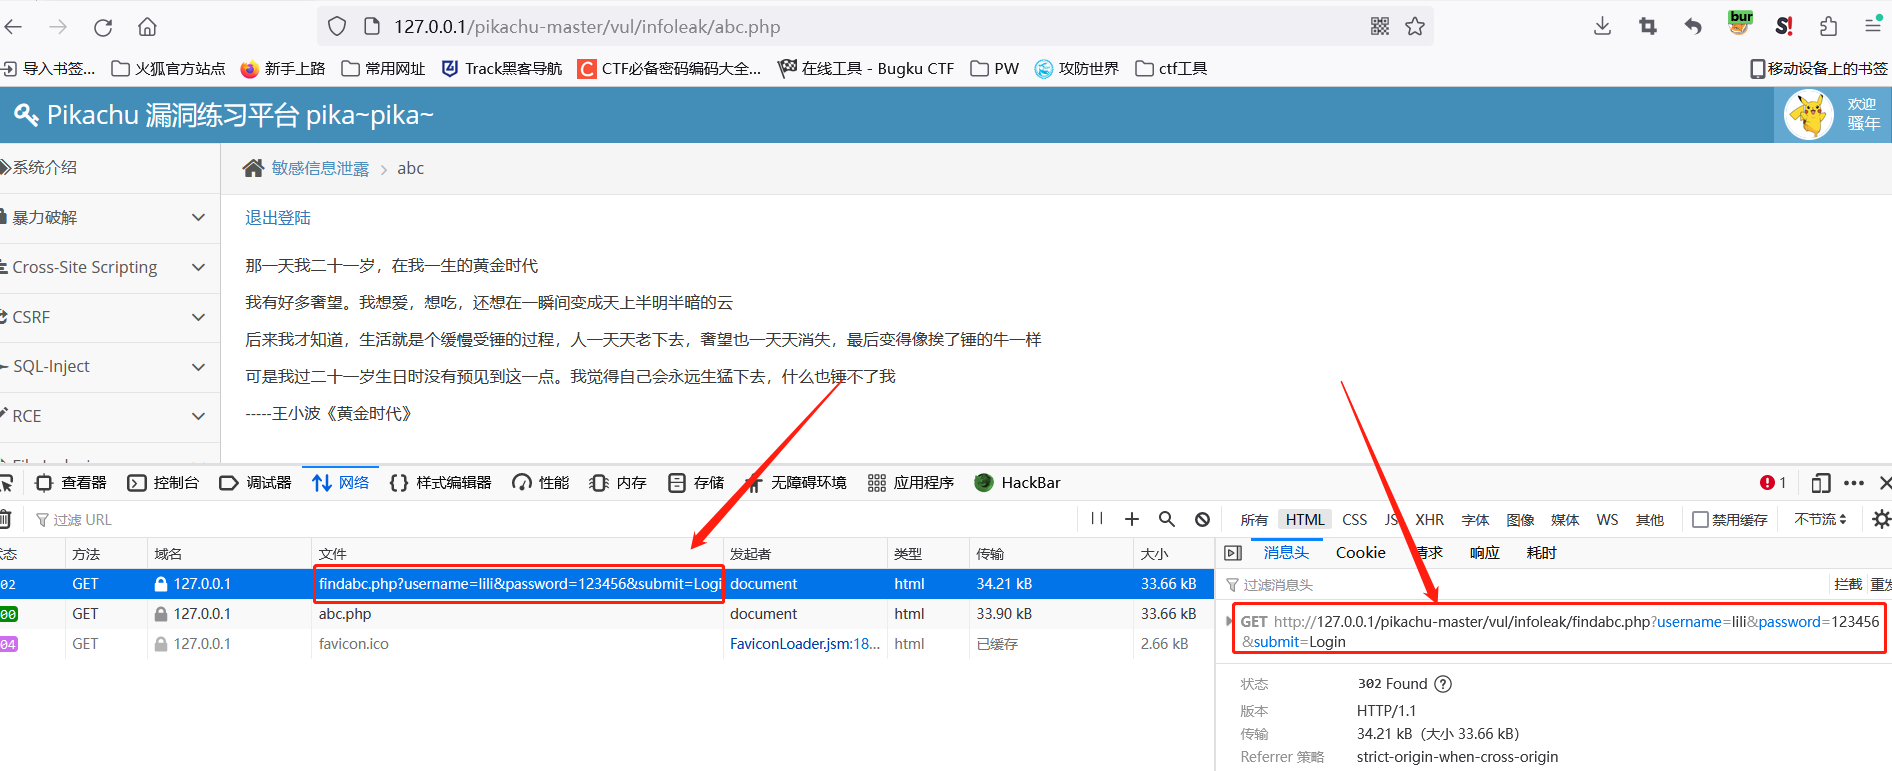 127.0.0.1/pikachu-master/vul/infoleak/abc.php
bur
S!
导入书签... 火狐官方站点 新手上路 常用网址 Track黑客导航 CTF必备密码编码大全... 在线工具 - Bugku CTF PW 攻防世界 ctf工具 移动设备上的书签
Pikachu 漏洞练习平台 pika~pika~
欢迎
骚年
系统介绍
敏感信息泄露 > abc
暴力破解
退出登陆
Cross-Site Scripting
那一天我二十一岁，在我一生的黄金时代
我有好多奢望。我想爱，想吃，还想在一瞬间变成天上半明半暗的云
CSRF
后来我才知道，生活就是个缓慢受锤的过程，人一天天老下去，奢望也一天天消失，最后变得像挨了锤的牛一样
SQL-Inject
可是我过二十一岁生日时没有预见到这一点。我觉得自己会永远生猛下去，什么也锤不了我
RCE
-----王小波《黄金时代》
查看器 控制台 调试器 网络 样式编辑器 性能 内存 存储 无障碍环境 应用程序 HackBar 1
过滤 URL 所有 HTML CSS JS XHR 字体 图像 媒体 WS 其他 禁用缓存 不节流
态 方法 域名 文件 发起者 类型 传输 大小
02 GET 127.0.0.1 findabc.php?username=lili&password=123456&submit=Logi document html 34.21 kB 33.66 kB
00 GET 127.0.0.1 abc.php document html 33.90 kB 33.66 kB
04 GET 127.0.0.1 favicon.ico FaviconLoader.jsm:18... html 已缓存 2.66 kB
消息头 Cookie 请求 响应 耗时
过滤消息头 拦截 重发
GET http://127.0.0.1/pikachu-master/vul/infoleak/findabc.php?username=lili&password=123456
&submit=Login
状态 302 Found ?
版本 HTTP/1.1
传输 34.21 kB（大小 33.66 kB）
Referrer 策略 strict-origin-when-cross-origin